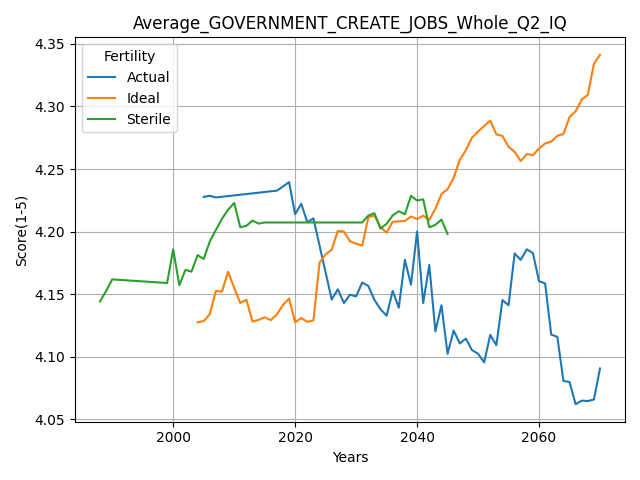 Average_GOVERNMENT_CREATE_JOBS_Whole_Q2_IQ
Fertility
Actual
Ideal
Sterile
4.35
4.30
4.25
4.20
4.15
4.10
4.05
Score(1-5)
2000 2020 2040 2060
Years